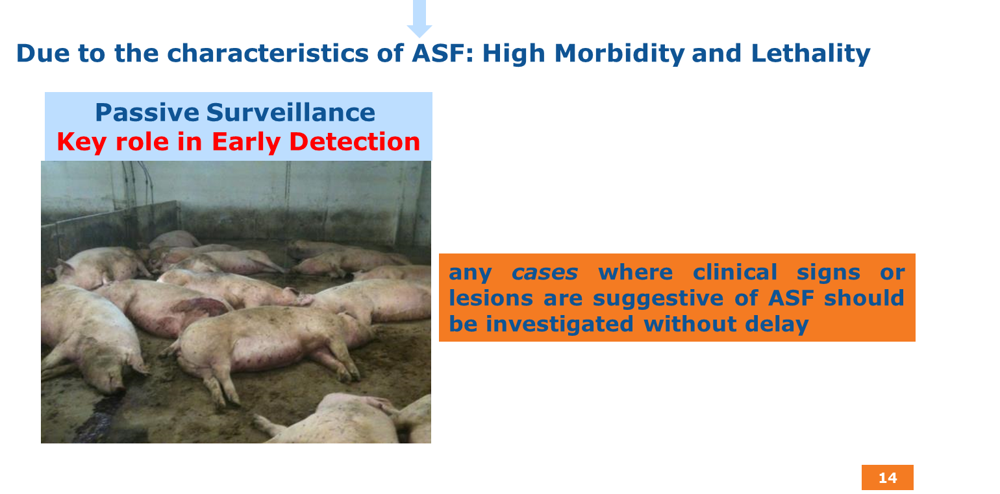 Due to the characteristics of ASF: High Morbidity and Lethality
Passive Surveillance
Key role in Early Detection
any cases where clinical signs or
lesions are suggestive of ASF should
be investigated without delay
14